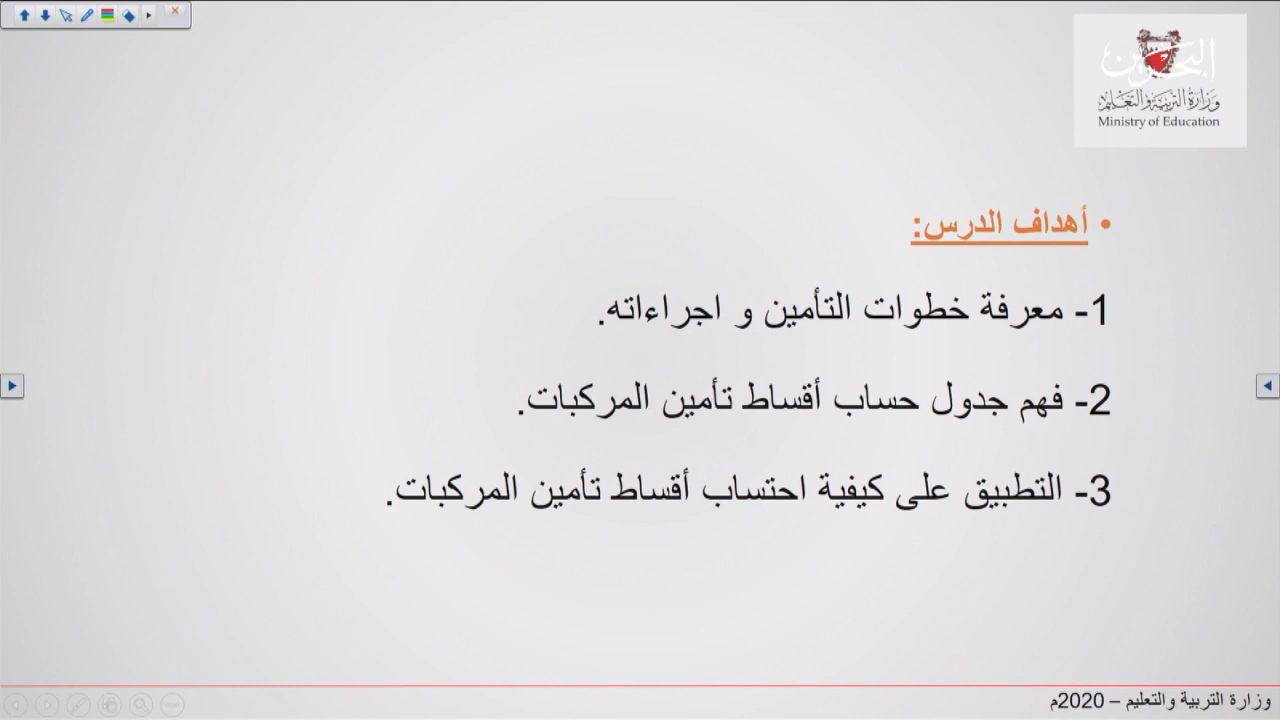 البحرين
وزارة التربية والتعليم
Ministry of Education
• أهداف الدرس:
1- معرفة خطوات التأمين و اجراءاته.
2- فهم جدول حساب أقساط تأمين المركبات.
3- التطبيق على كيفية احتساب أقساط تأمين المركبات.
وزارة التربية والتعليم – 2020م